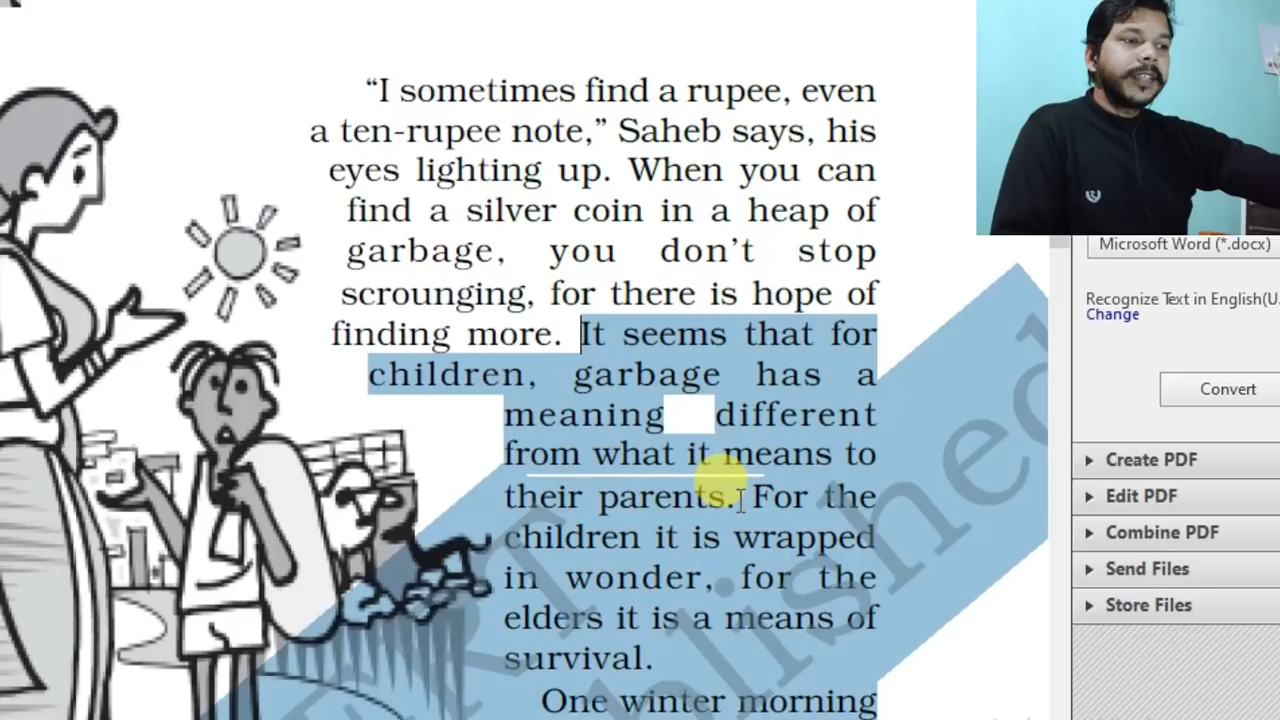 “I sometimes find a rupee, even
a ten-rupee note,” Saheb says, his
eyes lighting up. When you can
find a silver coin in a heap of
garbage, you don’t stop
scrounging, for there is hope of
finding more. It seems that for
children, garbage has a
meaning different
from what it means to
their parents. For the
children it is wrapped
in wonder, for the
elders it is a means of
survival.
One winter morning
Microsoft Word (*.docx)
Recognize Text in English(U
Change
Convert
Create PDF
Edit PDF
Combine PDF
Send Files
Store Files